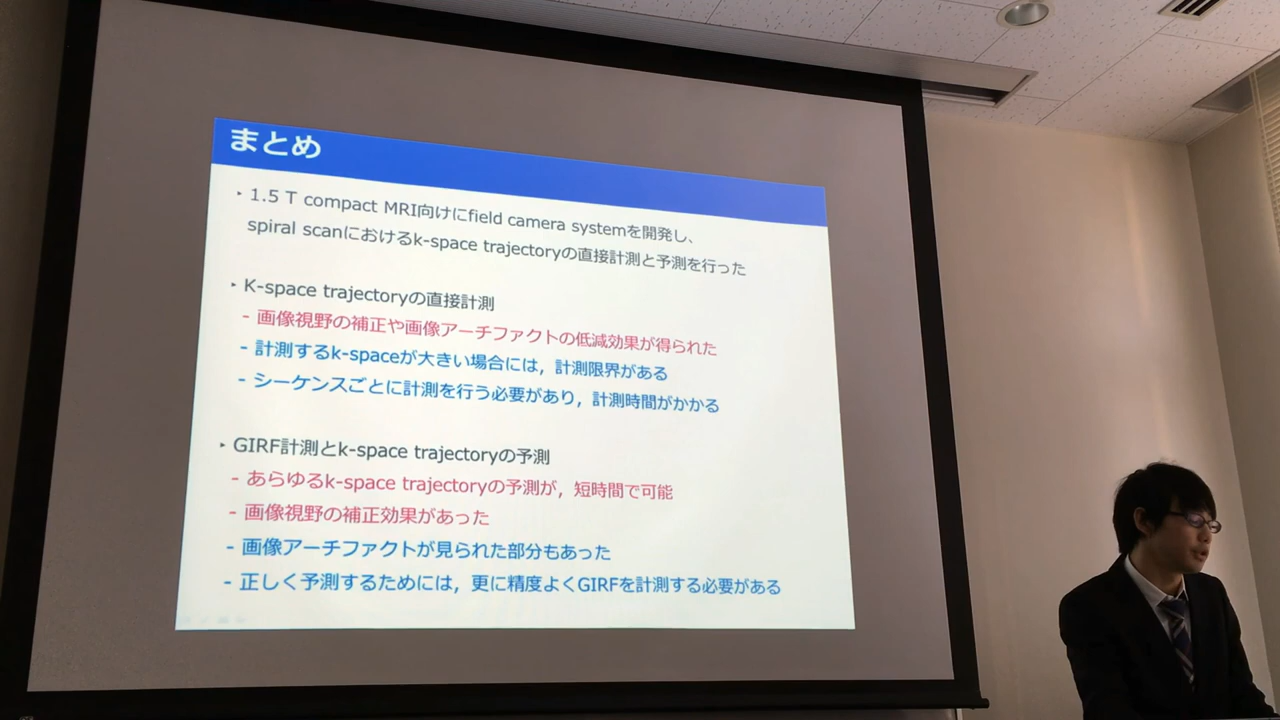 まとめ
‣ 1.5 T compact MRI向けにfield camera systemを開発し、
spiral scanにおけるk-space trajectoryの直接計測と予測を行った
‣ K-space trajectoryの直接計測
- 画像視野の補正や画像アーチファクトの低減効果が得られた
- 計測するk-spaceが大きい場合には，計測限界がある
- シーケンスごとに計測を行う必要があり，計測時間がかかる
‣ GIRF計測とk-space trajectoryの予測
- あらゆるk-space trajectoryの予測が，短時間で可能
- 画像視野の補正効果があった
- 画像アーチファクトが見られた部分もあった
- 正しく予測するためには，更に精度よくGIRFを計測する必要がある